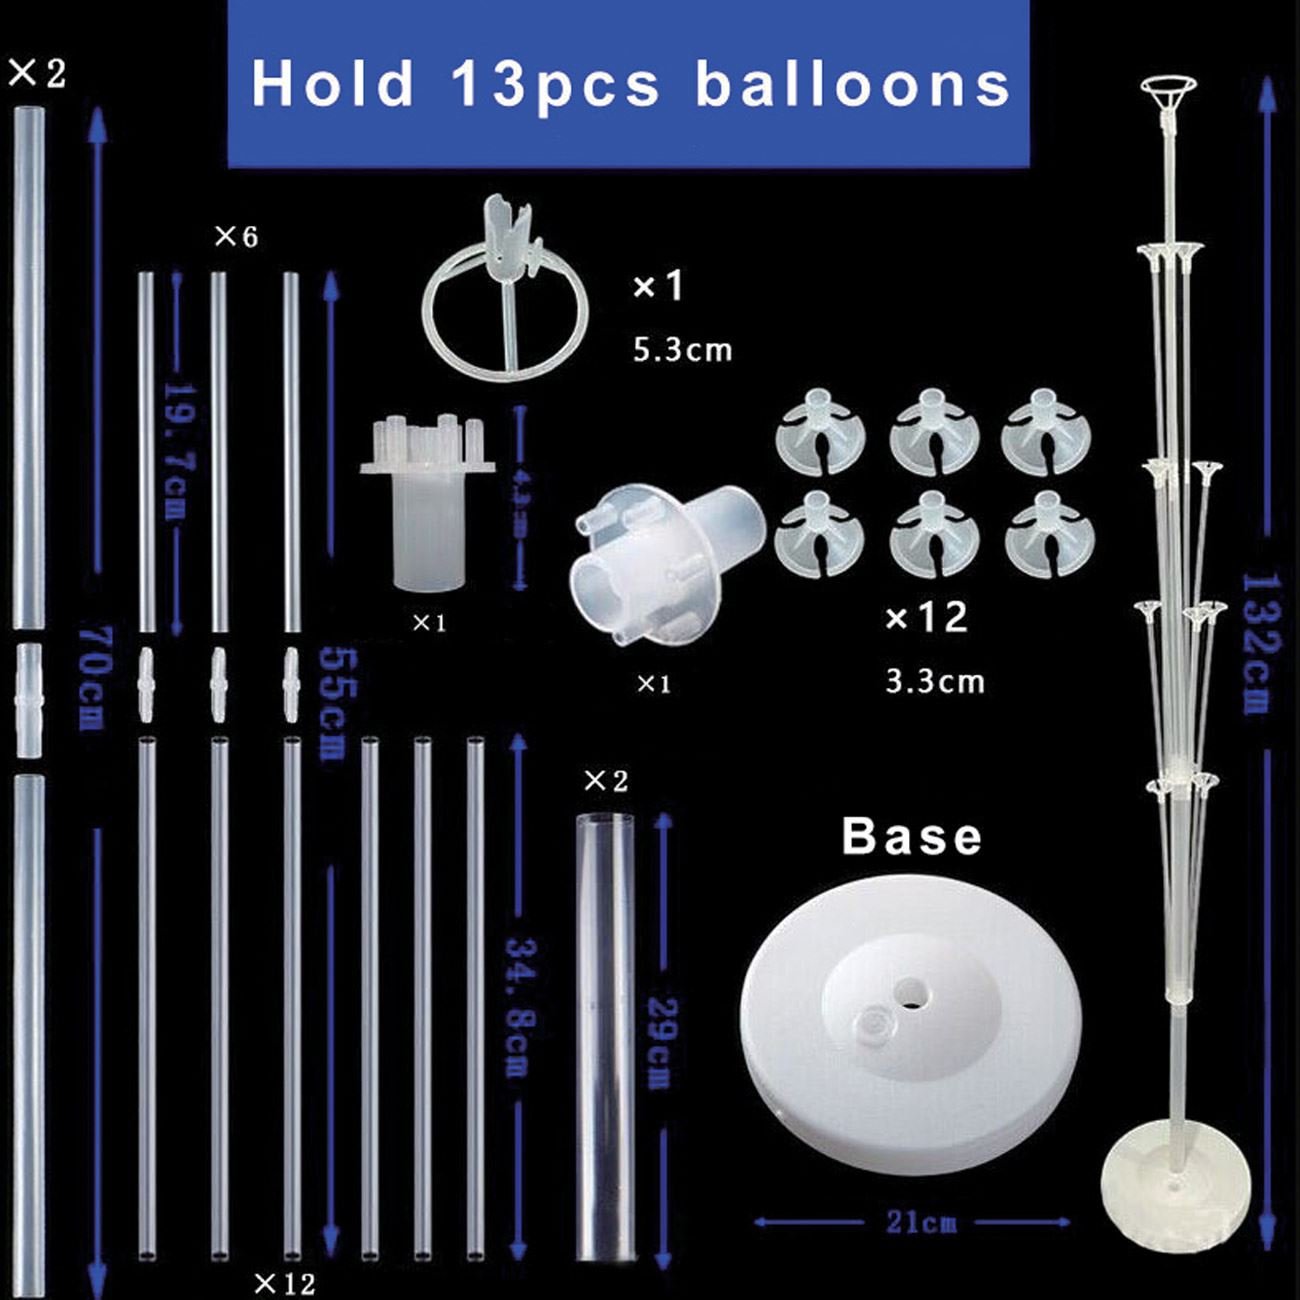 Hold 13pcs balloons
×2
×6
×1
5.3cm
19.7cm
4.3cm
×1
×12
3.3cm
×1
70cm
55cm
132cm
×2
Base
34.8cm
29cm
21cm
×12